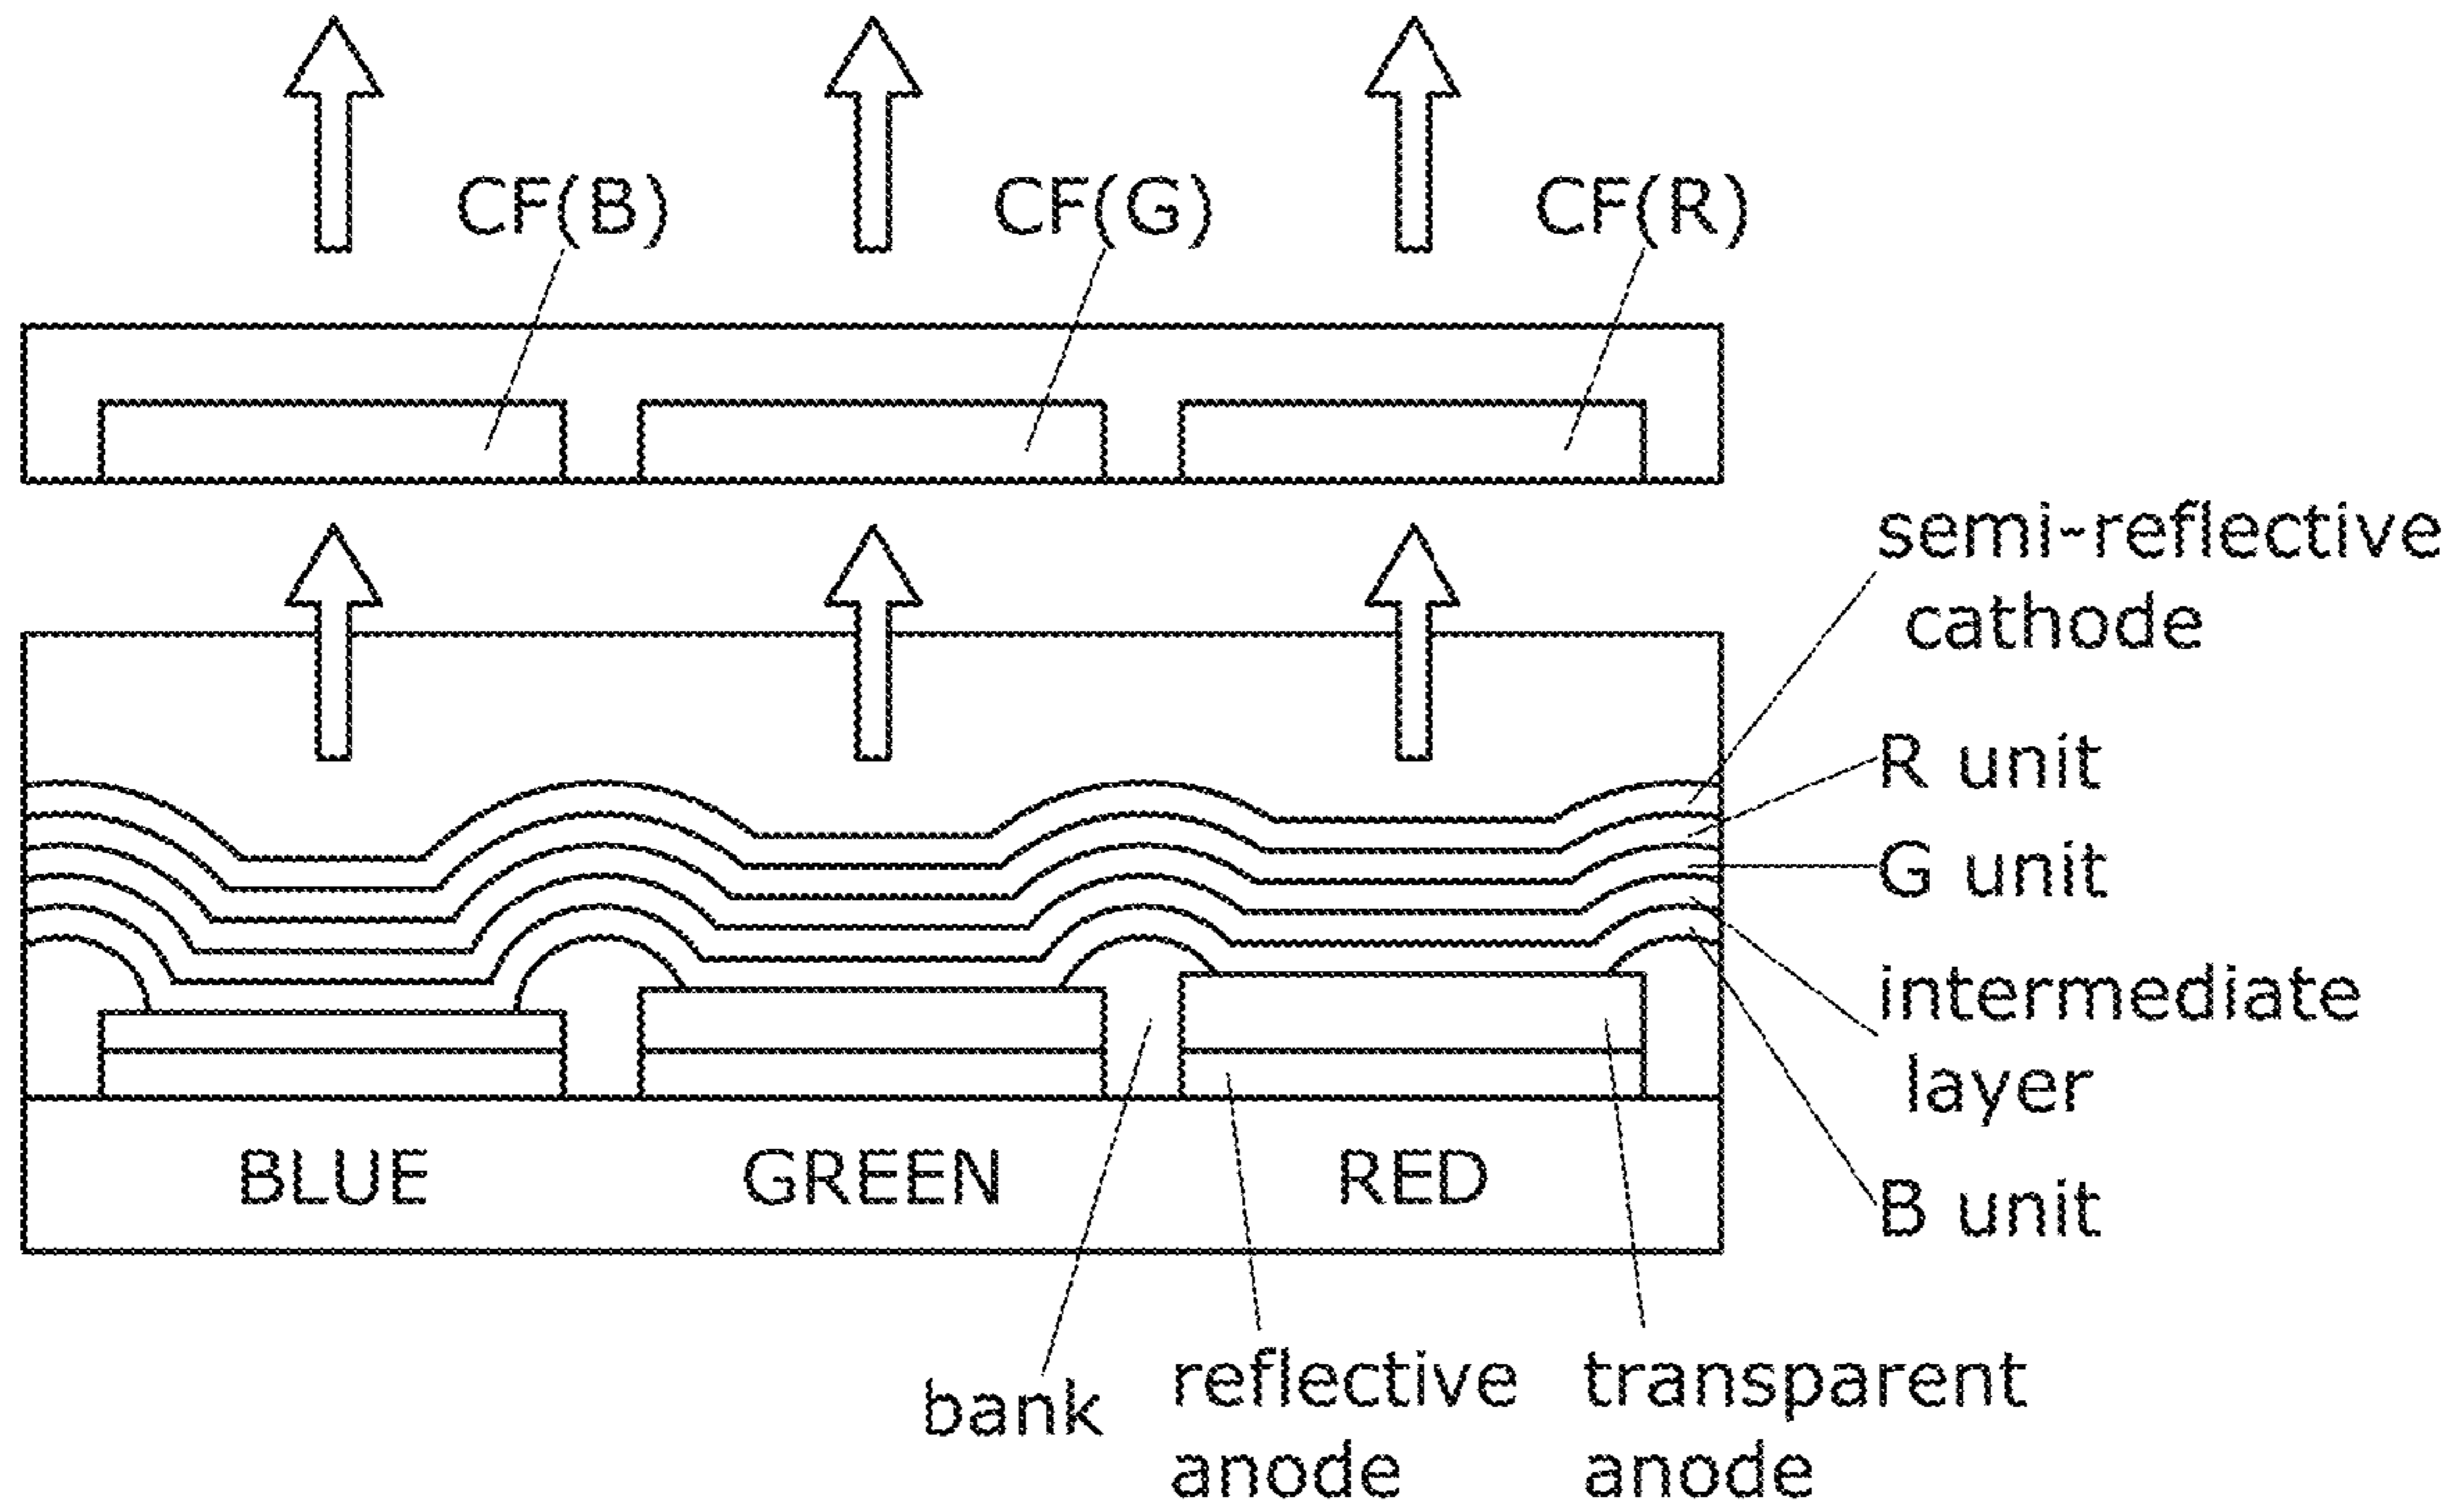 CF(B)
CF(G)
CF(R)
semi-reflective
cathode
R unit
G unit
intermediate
layer
B unit
BLUE
GREEN
RED
bank
reflective
anode
transparent
anode